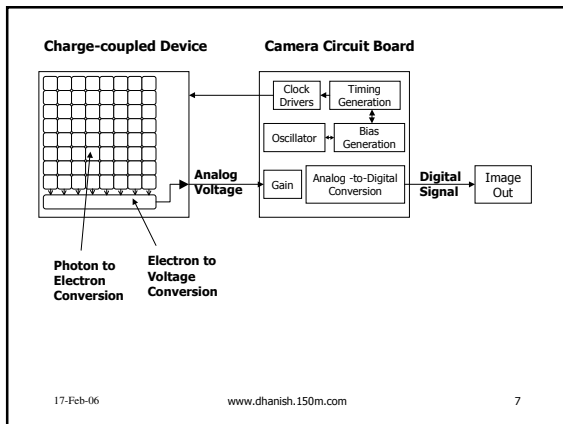 Charge-coupled Device
Camera Circuit Board
Clock
Drivers
Timing
Generation
Oscillator
Bias
Generation
Analog
Voltage
Gain
Analog -to-Digital
Conversion
Digital
Signal
Image
Out
Photon to
Electron
Conversion
Electron to
Voltage
Conversion
17-Feb-06
www.dhanish.150m.com
7